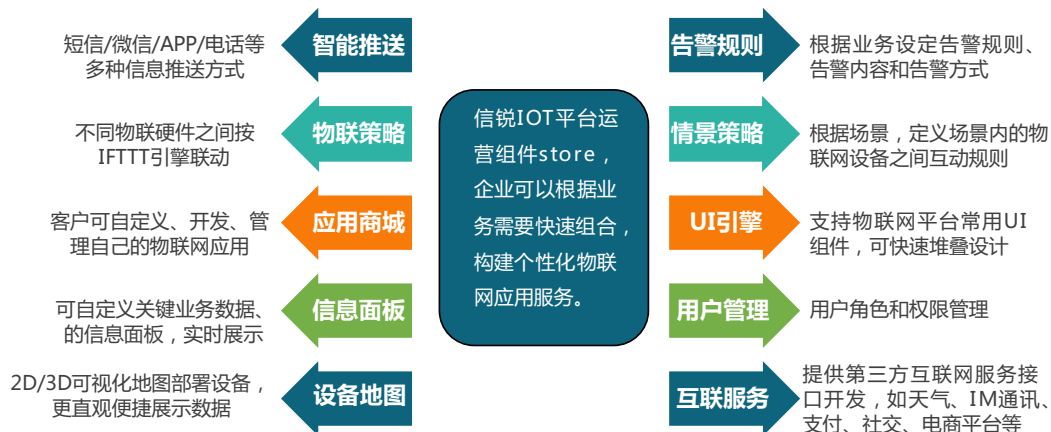 短信/微信/APP/电话等
多种信息推送方式
智能推送
不同物联硬件之间按
IFTTT引擎联动
物联策略
客户可自定义、开发、管
理自己的物联网应用
应用商城
可自定义关键业务数据、
的信息面板，实时展示
信息面板
2D/3D可视化地图部署设备，
更直观便捷展示数据
设备地图
信锐IOT平台运
营组件store，
企业可以根据业
务需要快速组合，
构建个性化物联
网应用服务。
告警规则
根据业务设定告警规则、
告警内容和告警方式
情景策略
根据场景，定义场景内的物
联网设备之间互动规则
UI引擎
支持物联网平台常用UI
组件，可快速堆叠设计
用户管理
用户角色和权限管理
互联服务
提供第三方互联网服务接
口开发，如天气、IM通讯、
支付、社交、电商平台等